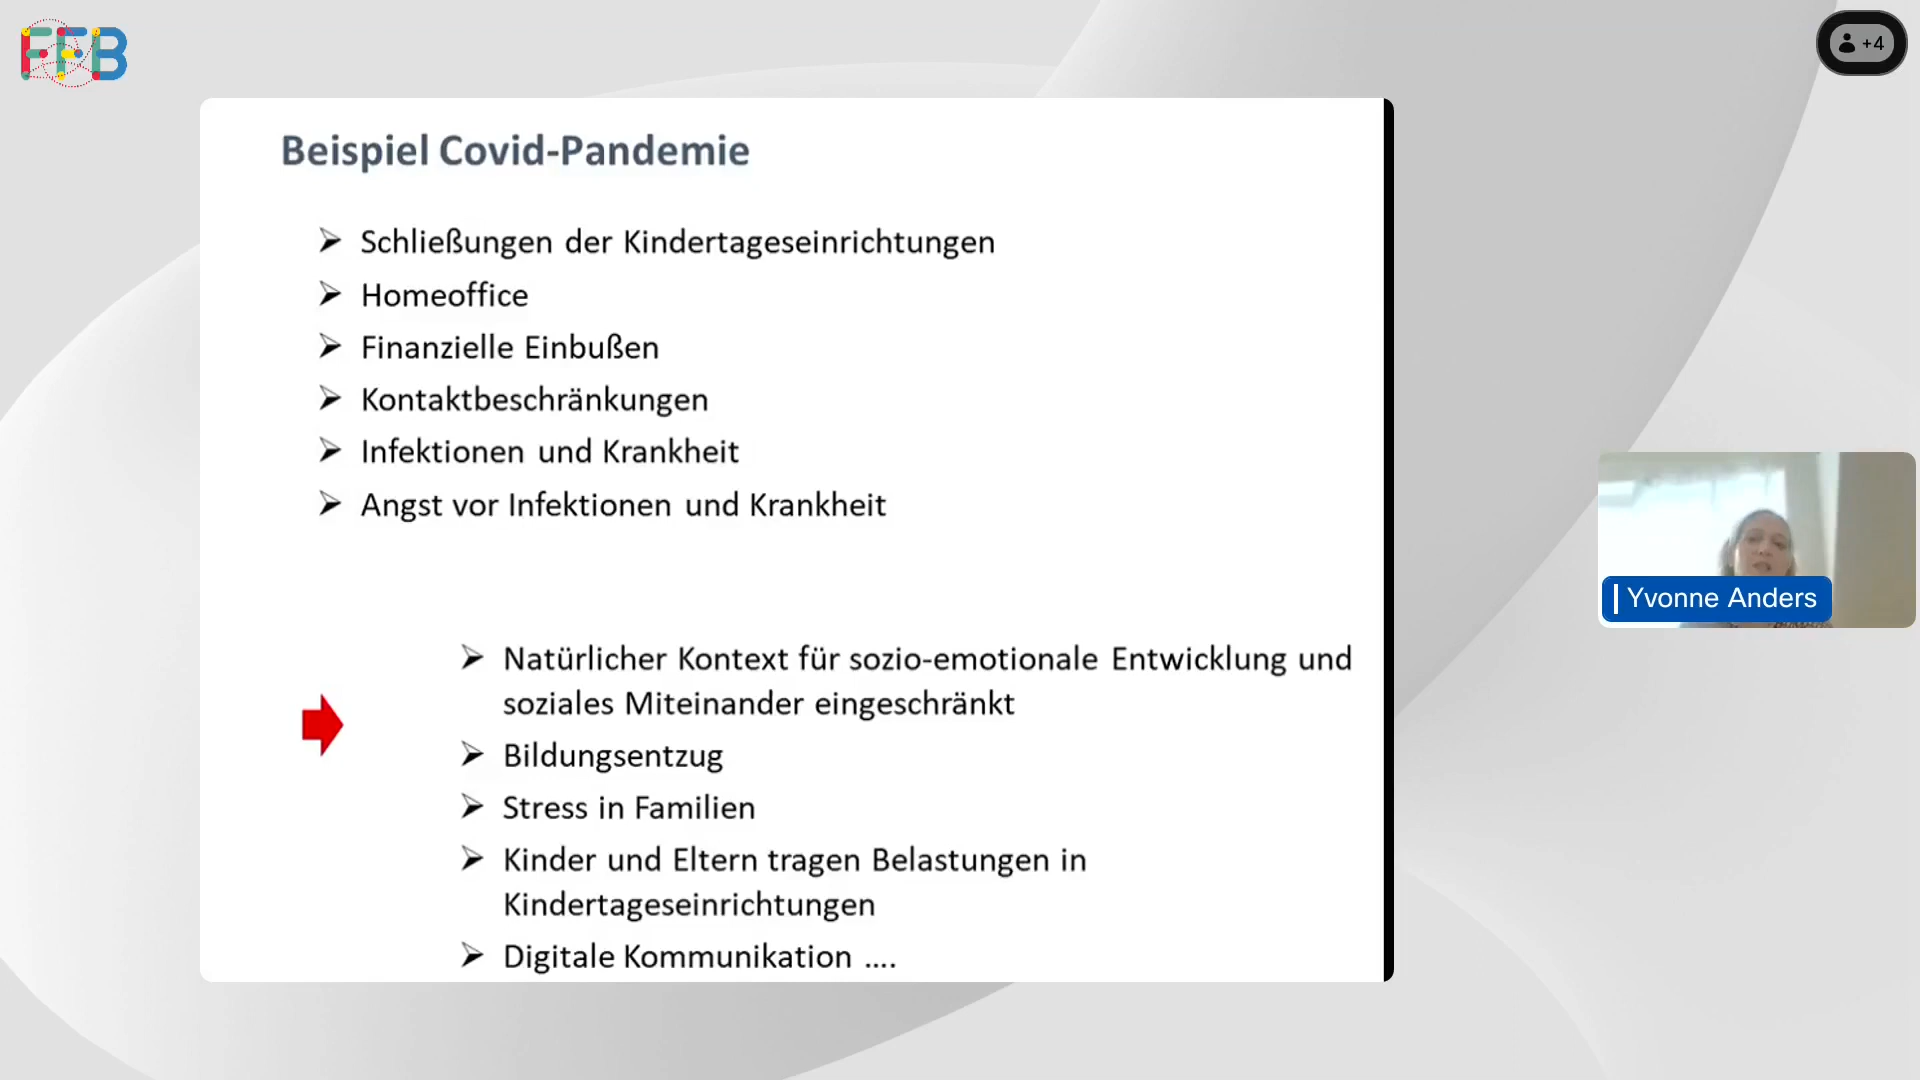 FFB
+4
Beispiel Covid-Pandemie
Schließungen der Kindertageseinrichtungen
Homeoffice
Finanzielle Einbußen
Kontaktbeschränkungen
Infektionen und Krankheit
Angst vor Infektionen und Krankheit
Natürlicher Kontext für sozio-emotionale Entwicklung und
soziales Miteinander eingeschränkt
Bildungsentzug
Stress in Familien
Kinder und Eltern tragen Belastungen in
Kindertageseinrichtungen
Digitale Kommunikation ....
Yvonne Anders